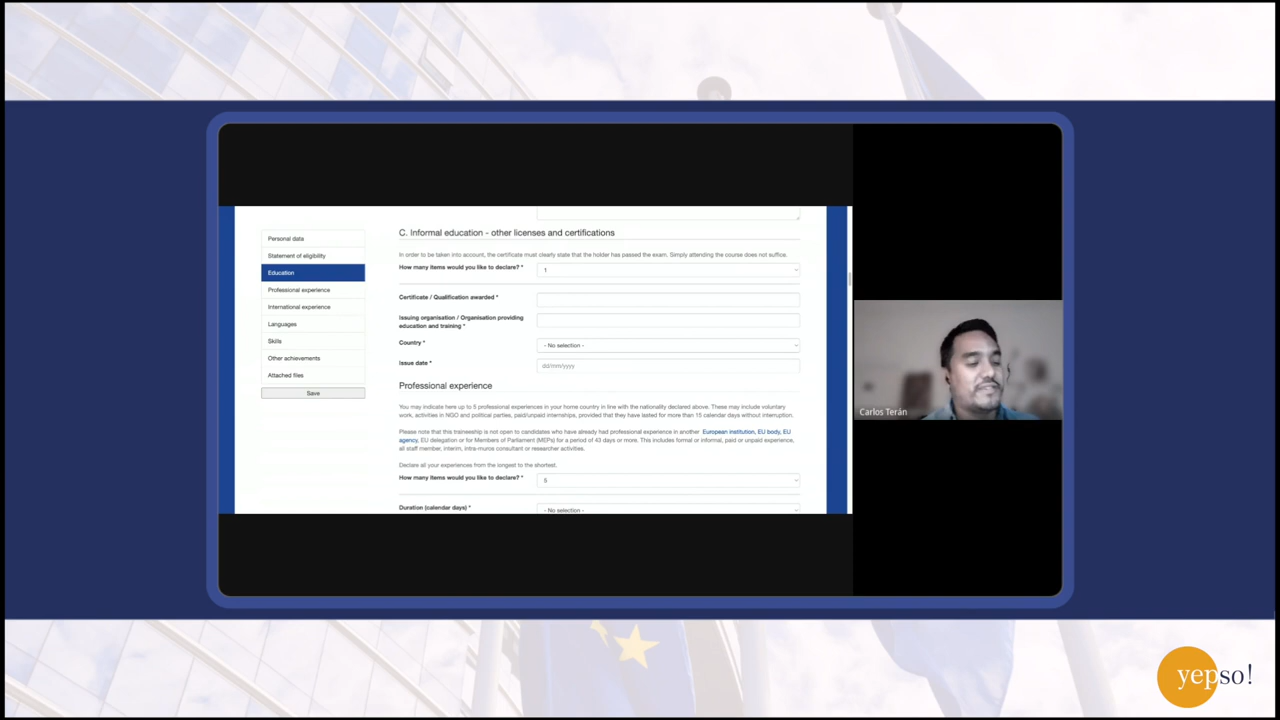 C. Informal education - other licenses and certifications
Personal data
Statement of eligibility
Education
Professional experience
International experience
Languages
Skills
Other achievements
Attached files
Save
In order to be taken into account, the certificate must clearly state that the holder has passed the exam. Simply attending the course does not suffice.
How many items would you like to declare? *
1
Certificate / Qualification awarded *
Issuing organisation / Organisation providing
education and training *
Country *
- No selection -
Issue date *
dd/mm/yyyy
Professional experience
You may indicate here up to 5 professional experiences in your home country in line with the nationality declared above. These may include voluntary
work, activities in NGO and political parties, paid/unpaid internships, provided that they have lasted for more than 15 calendar days without interruption.
Please note that this traineeship is not open to candidates who have already had professional experience in another European institution, EU body, EU
agency, EU delegation or for Members of Parliament (MEPs) for a period of 43 days or more. This includes formal or informal, paid or unpaid experience,
all staff member, interim, intra-muros consultant or researcher activities.
Declare all your experiences from the longest to the shortest.
How many items would you like to declare? *
5
Duration (calendar days) *
- No selection -
Carlos Terán
yepso!